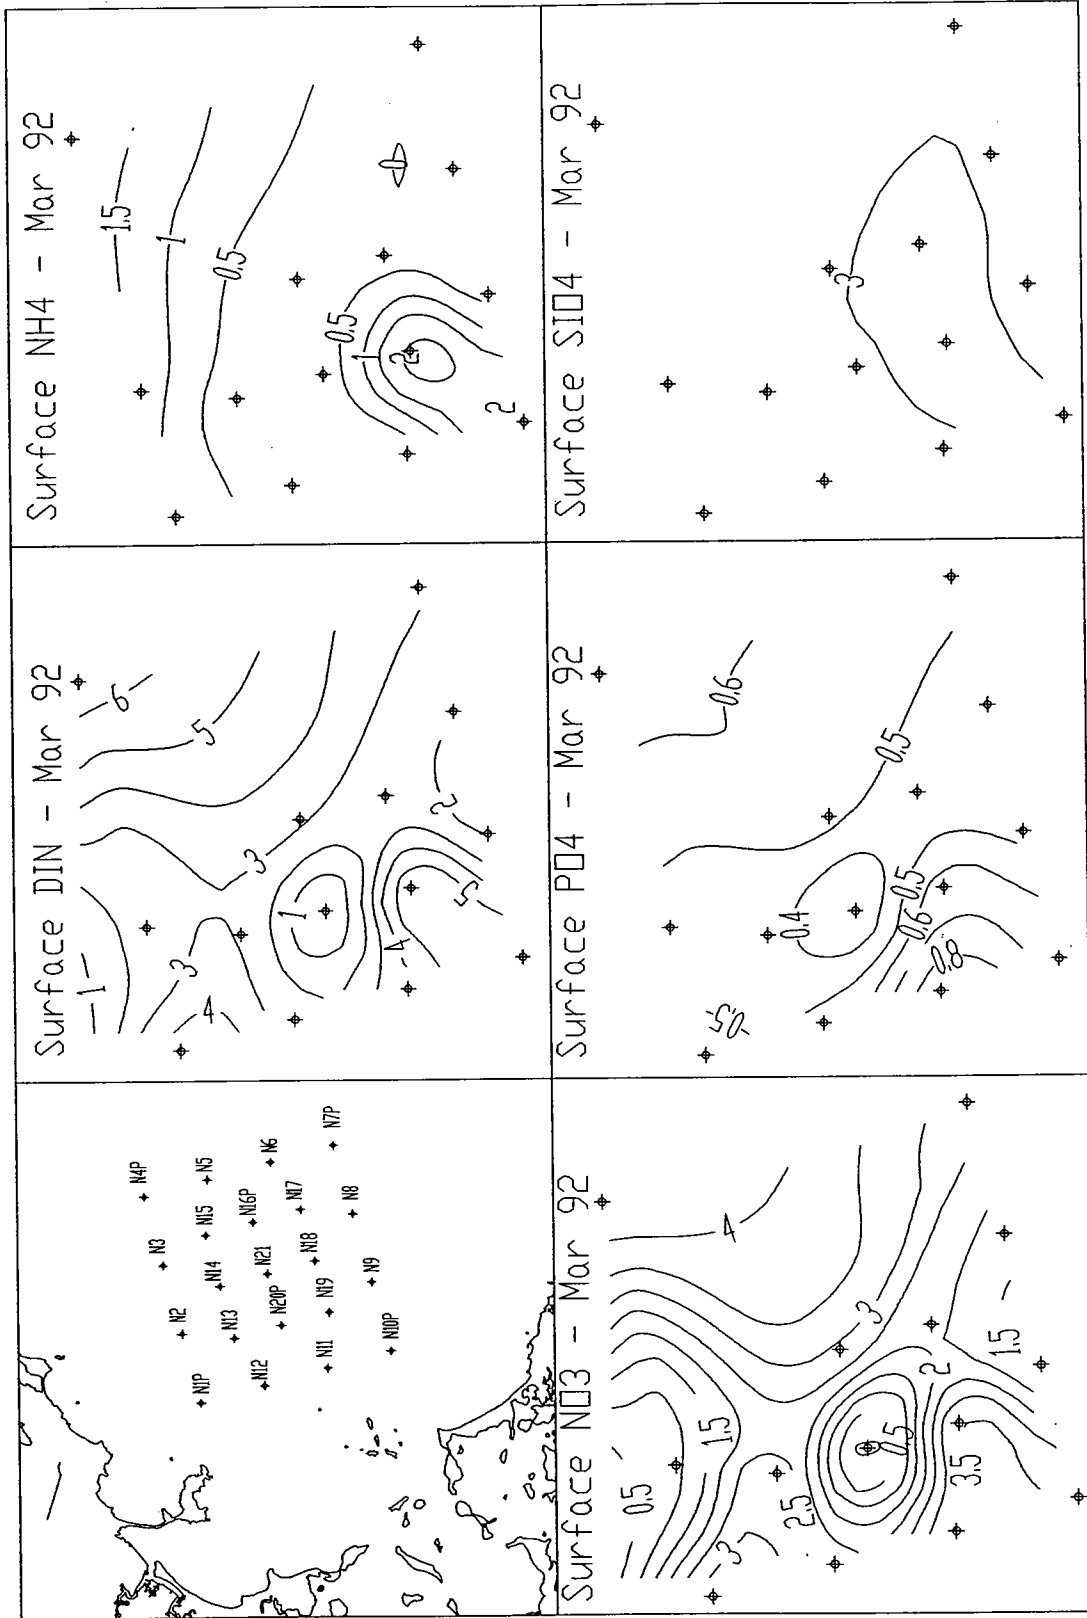 N4P
N3
N2
N1P
N15
N5
N14
N13
N16P
N12
N21
N6
N20P
N17
N18
N11
N19
N7P
N8
N9
N10P
Surface DIN - Mar 92
1
6
3
5
4
3
1
4
2
5
Surface NH4 - Mar 92
1.5
1
0.5
0.5
1
2
0
2
Surface NO3 - Mar 92
0.5
4
1.5
3
2.5
3
0
0.5
2
3.5
1.5
Surface PO4 - Mar 92
0.5
0.6
0.4
0.5
0.5
0.6
0.8
Surface SIO4 - Mar 92
3